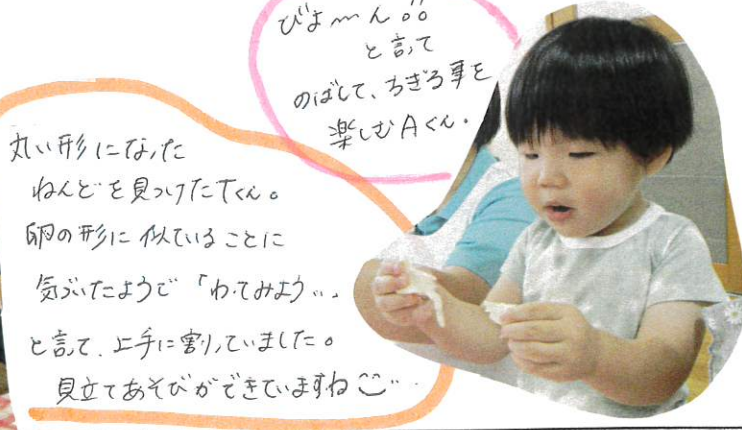 びよ〜ん。。
と言って
のばして、ちぎる事を
楽しむAくん。
丸い形になった
ねんどを見つけたTくん。
卵の形に似ていることに
気づいたようで「わってみよう…」
と言って、上手に割っていました。
見立てあそびができていますね